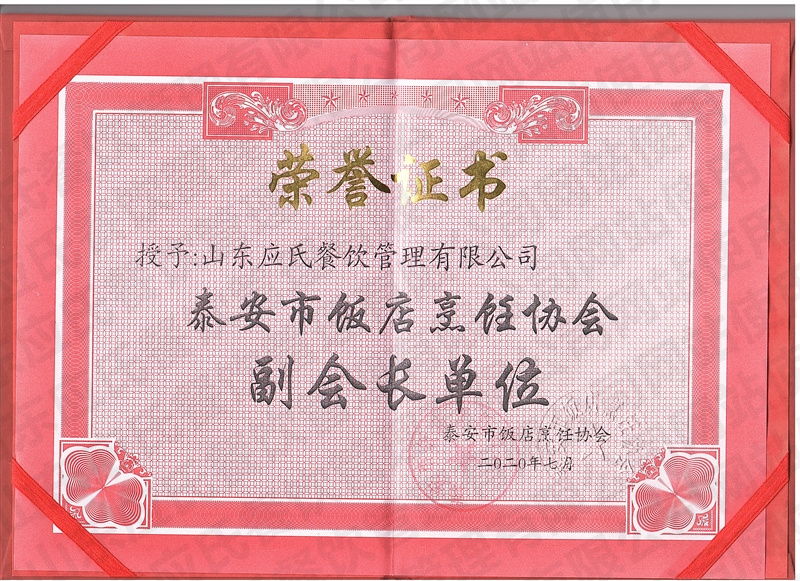 荣誉证书
授予:山东应氏餐饮管理有限公司
泰安市饭店烹饪协会
副会长单位
泰安市饭店烹饪协会
二〇二〇年七月